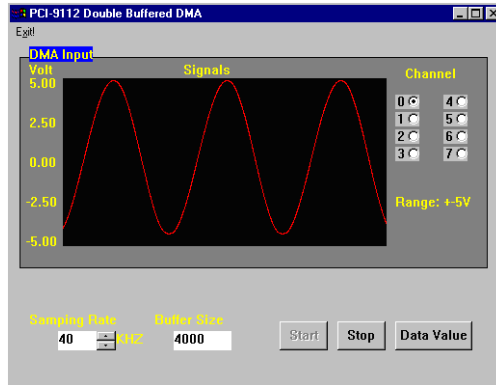 PCI-9112 Double Buffered DMA
Exit!
DMA Input
Volt
Signals
Channel
5.00
2.50
0.00
-2.50
-5.00
0 4
1 5
2 6
3 7
Range: +-5V
Samping Rate
Buffer Size
40 KHZ
4000
Start
Stop
Data Value